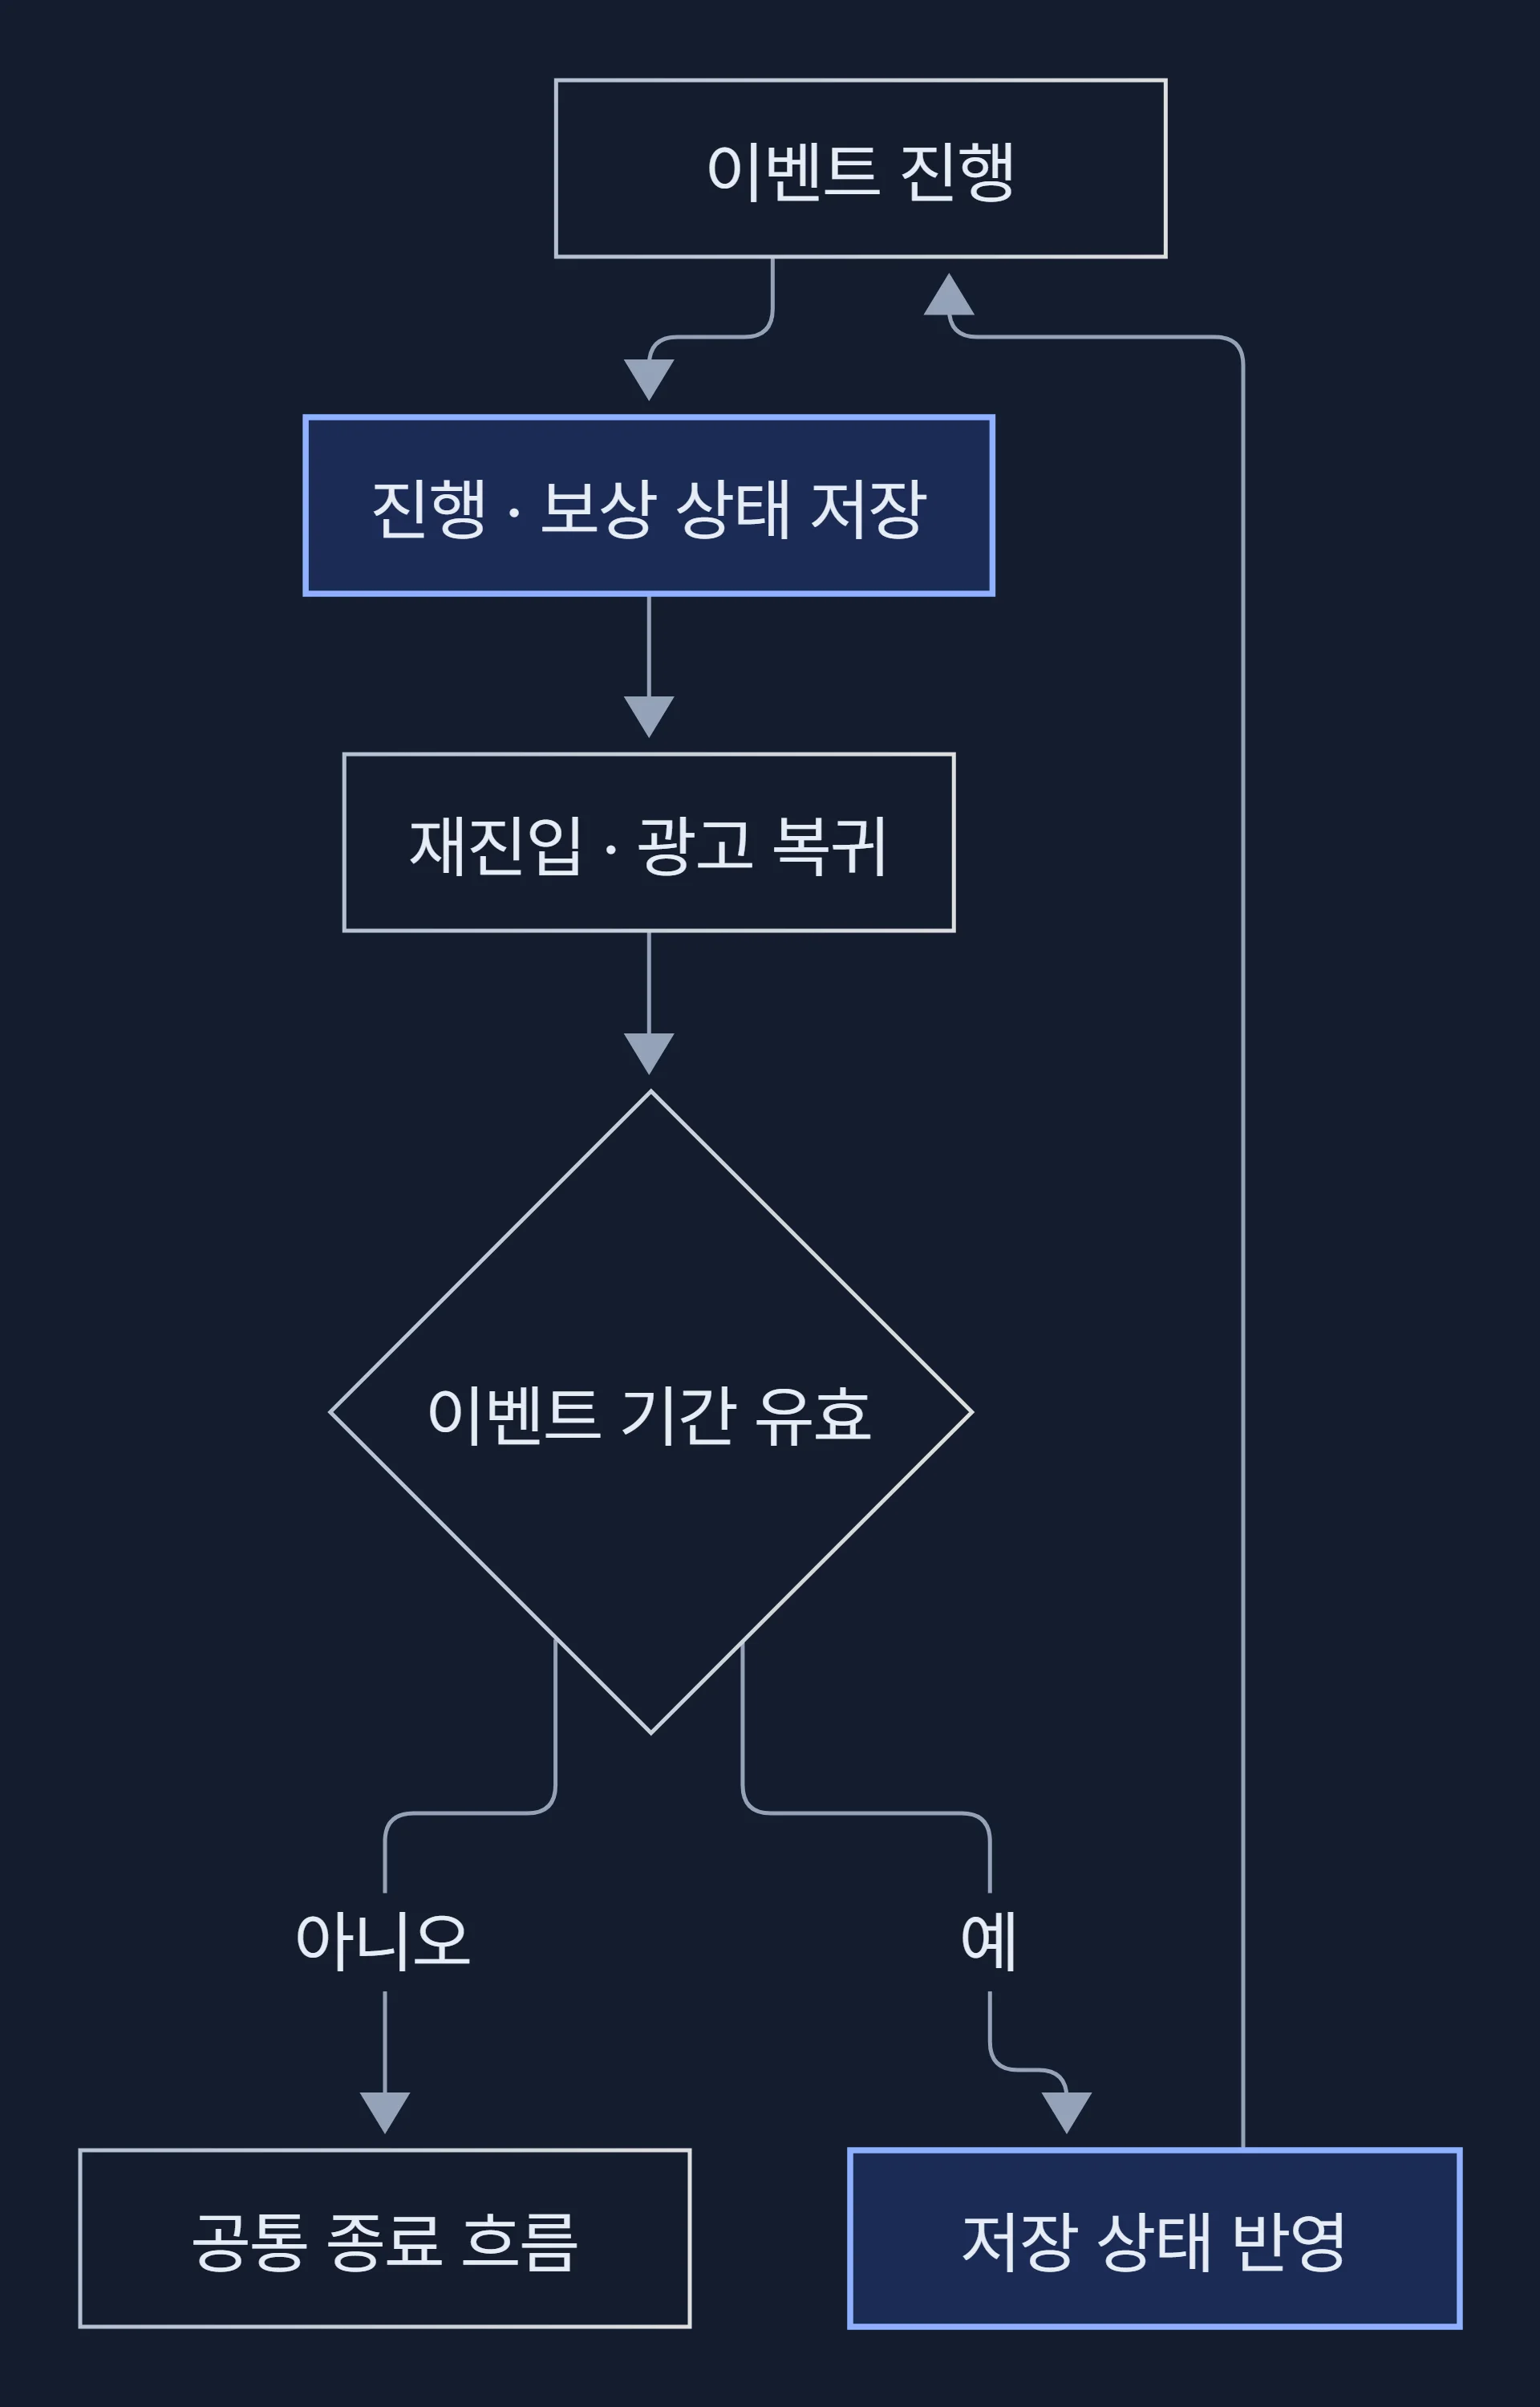 이벤트 진행
진행 · 보상 상태 저장
재진입 · 광고 복귀
이벤트 기간 유효
아니오
예
공통 종료 흐름
저장 상태 반영